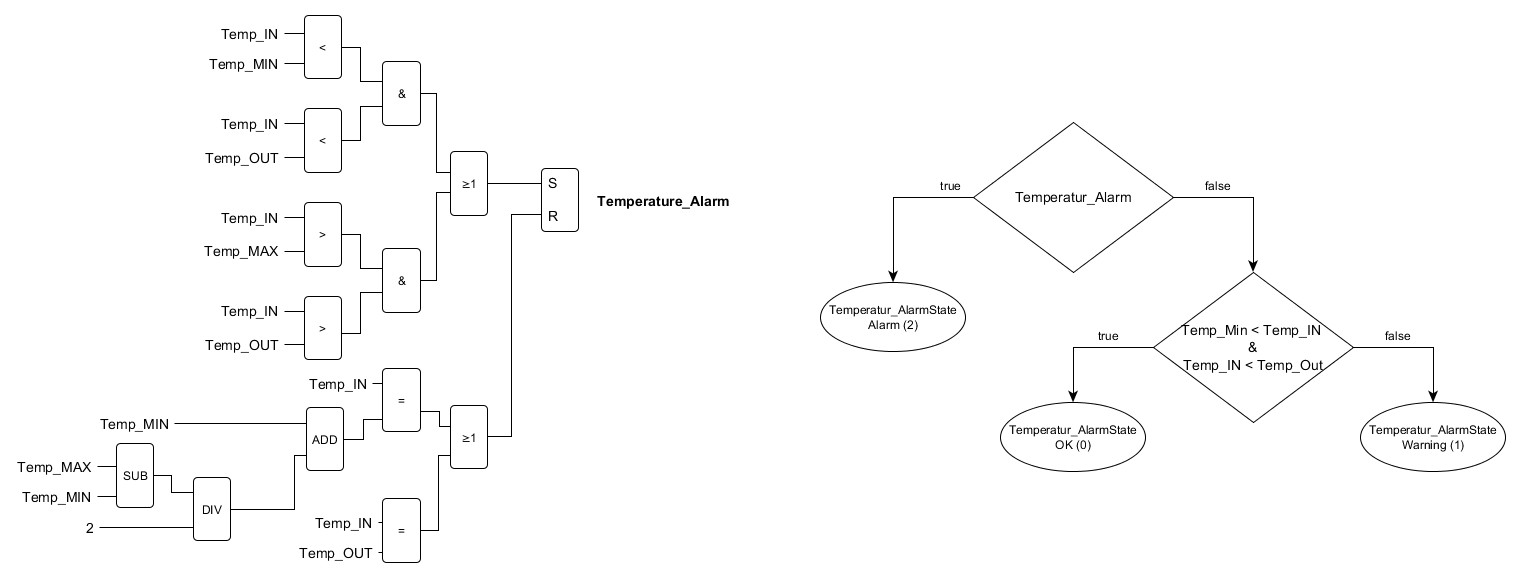 Temp_IN
Temp_MIN
<
&
Temp_IN
Temp_OUT
<
≥1
S
R
Temperature_Alarm
Temp_IN
Temp_MAX
>
&
Temp_IN
Temp_OUT
>
Temp_IN
=
Temp_MIN
ADD
≥1
Temp_MAX
Temp_MIN
SUB
2
DIV
Temp_IN
Temp_OUT
=
Temperatur_Alarm
true
false
Temperatur_AlarmState
Alarm (2)
Temp_Min < Temp_IN
&
Temp_IN < Temp_Out
true
false
Temperatur_AlarmState
OK (0)
Temperatur_AlarmState
Warning (1)